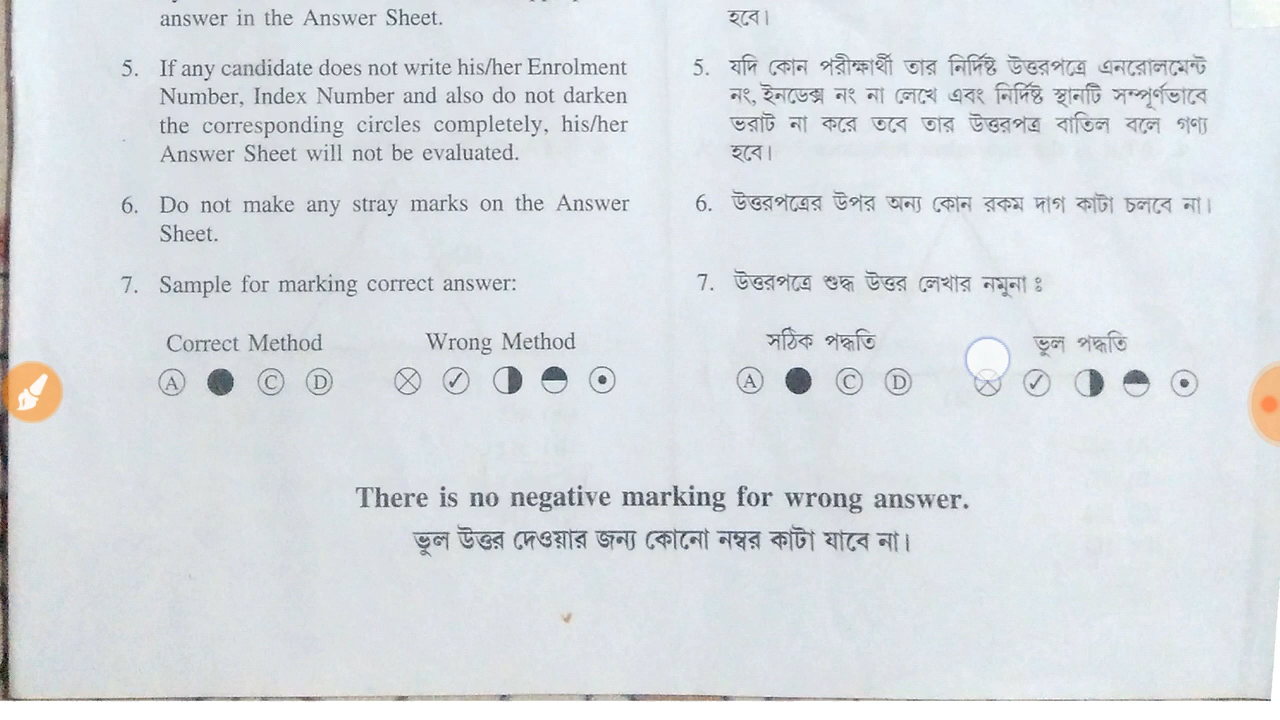 answer in the Answer Sheet.
5. If any candidate does not write his/her Enrolment
Number, Index Number and also do not darken
the corresponding circles completely, his/her
Answer Sheet will not be evaluated.
6. Do not make any stray marks on the Answer
Sheet.
7. Sample for marking correct answer:
Correct Method Wrong Method
A C D
হবে।
5. যদি কোন পরীক্ষার্থী তার নির্দিষ্ট উত্তরপত্রে এনরোলমেন্ট
নং, ইনডেক্স নং না লেখে এবং নির্দিষ্ট স্থানটি সম্পূর্ণভাবে
ভরাট না করে তবে তার উত্তরপত্র বাতিল বলে গণ্য
হবে।
6. উত্তরপত্রের উপর অন্য কোন রকম দাগ কাটা চলবে না।
7. উত্তরপত্রে শুদ্ধ উত্তর লেখার নমূনা ঃ
সঠিক পদ্ধতি ভূল পদ্ধতি
A C D
There is no negative marking for wrong answer.
ভূল উত্তর দেওয়ার জন্য কোনো নম্বর কাটা যাবে না।